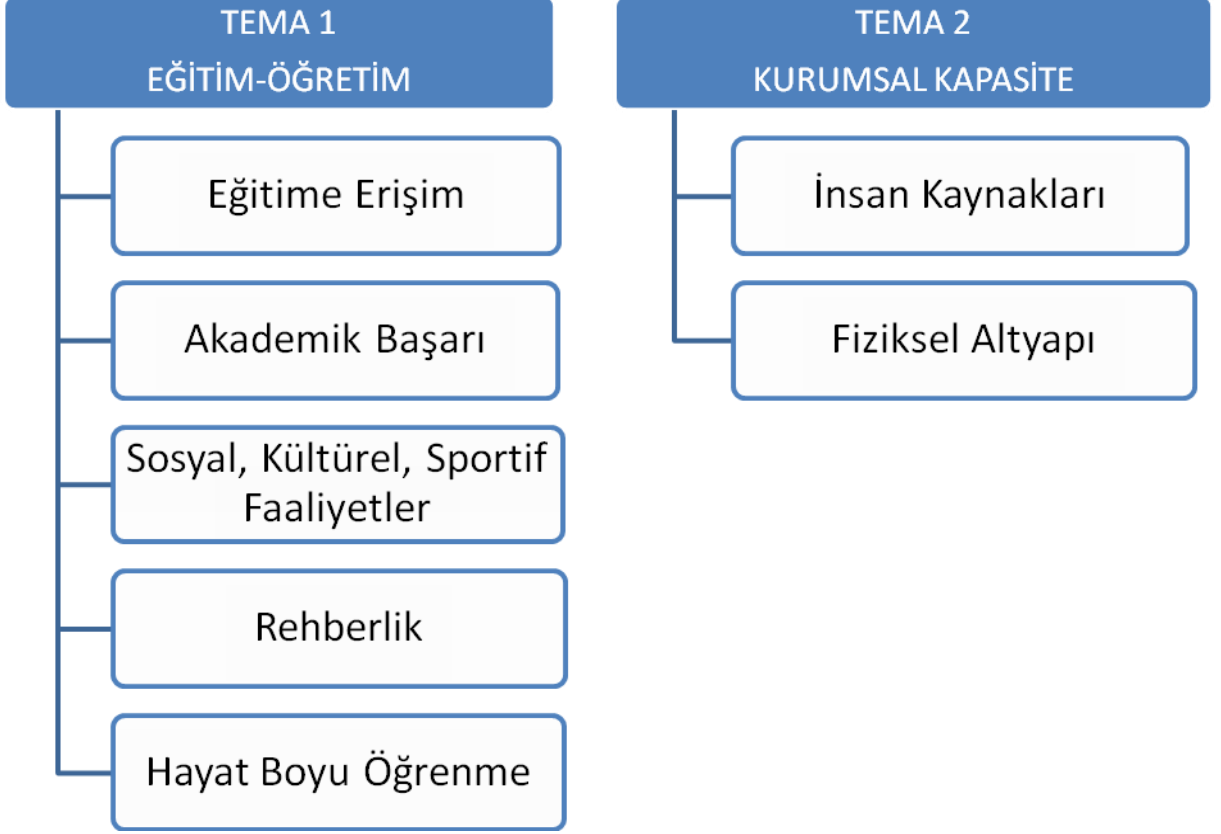 TEMA 1
EĞİTİM-ÖĞRETİM
Eğitime Erişim
Akademik Başarı
Sosyal, Kültürel, Sportif
Faaliyetler
Rehberlik
Hayat Boyu Öğrenme
TEMA 2
KURUMSAL KAPASİTE
İnsan Kaynakları
Fiziksel Altyapı